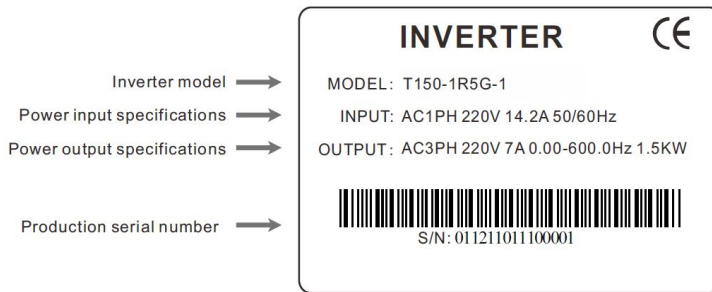 INVERTER CE
Inverter model
MODEL: T150-1R5G-1
Power input specifications
INPUT: AC1PH 220V 14.2A 50/60Hz
Power output specifications
OUTPUT: AC3PH 220V 7A 0.00-600.0Hz 1.5KW
Production serial number
S/N: 011211011100001